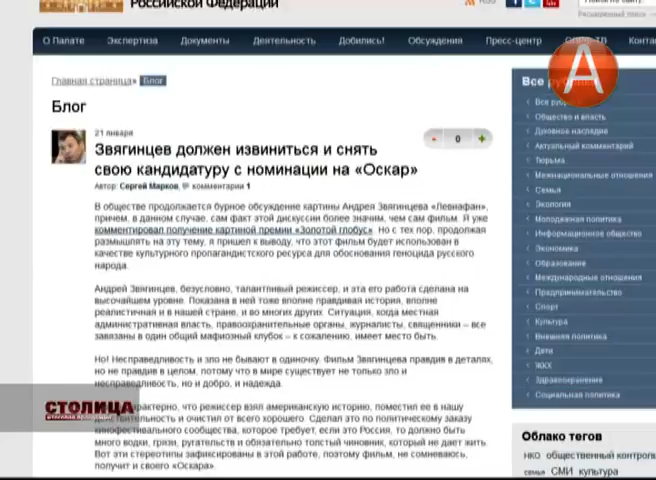 Российской Федерации
RSS
Расширенный поиск
О Палате Экспертиза Документы Деятельность Добились! Обсуждения Пресс-центр
Главная страница» Блог
Все
А
Блог
21 января
Звягинцев должен извиниться и снять
свою кандидатуру с номинации на «Оскар»
- 0 +
Автор: Сергей Марков, комментарии 1
В обществе продолжается бурное обсуждение картины Андрея Звягинцева «Левиафан»,
причем, в данном случае, сам факт этой дискуссии более значим, чем сам фильм. Я уже
комментировал получение картиной премии «Золотой глобус». Но с тех пор, продолжая
размышлять на эту тему, я пришел к выводу, что этот фильм будет использован в
качестве культурного пропагандистского ресурса для обоснования геноцида русского
народа.
Андрей Звягинцев, безусловно, талантливый режиссер, и эта его работа сделана на
высочайшем уровне. Показана в ней тоже вполне правдивая история, вполне
реалистичная и в нашей стране, и во многих других. Ситуация, когда местная
административная власть, правоохранительные органы, журналисты, священники – все
завязаны в один общий мафиозный клубок – к сожалению, имеет место быть.
Но! Несправедливость и зло не бывают в одиночку. Фильм Звягинцева правдив в деталях,
но не правдив в целом, потому что в мире существует не только зло и
несправедливость, но и добро, и надежда.
что режиссер взял американскую историю, поместил ее в нашу
действительность и очистил от всего хорошего. Сделал это по политическому заказу
кинофестивального сообщества, которое требует, если это Россия, то должно быть
много водки, грязи, ругательств и обязательно толстый чиновник, который не дает жить.
Вот эти стереотипы зафиксированы в этой работе, поэтому фильм, не сомневаюсь,
получит и своего «Оскара».
СТОЛИЦА
Все
Общество и власть
Духовное наследие
Актуальный комментарий
Тюрьма
Межнациональные отношения
Семья
Экология
Молодежная политика
Информационное общество
Экономика
Образование
Международные отношения
Предпринимательство
Спорт
Культура
Внешняя политика
Дети
ЖКХ
Здравоохранение
Социальная политика
Облако тегов
НКО общественный контроль
семья СМИ культура